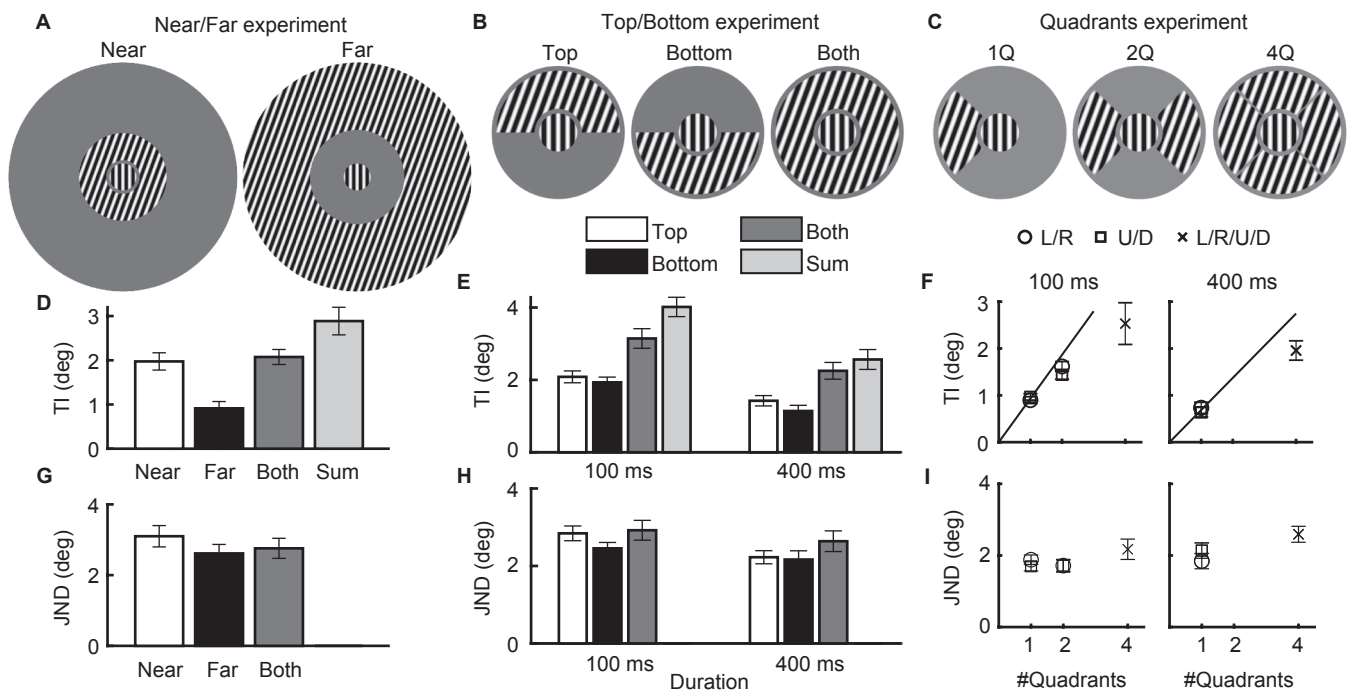 A Near/Far experiment
Near Far
B Top/Bottom experiment
Top Bottom Both
C Quadrants experiment
1Q 2Q 4Q
Top Both
Bottom Sum
L/R U/D L/R/U/D
D
TI (deg)
3
2
1
0
Near Far Both Sum
E
TI (deg)
4
2
0
100 ms 400 ms
F 100 ms 400 ms
TI (deg)
3
2
1
0
G
JND (deg)
4
2
0
Near Far Both
H
JND (deg)
4
2
0
100 ms 400 ms
Duration
I
JND (deg)
4
2
0
1 2 4 1 2 4
#Quadrants #Quadrants